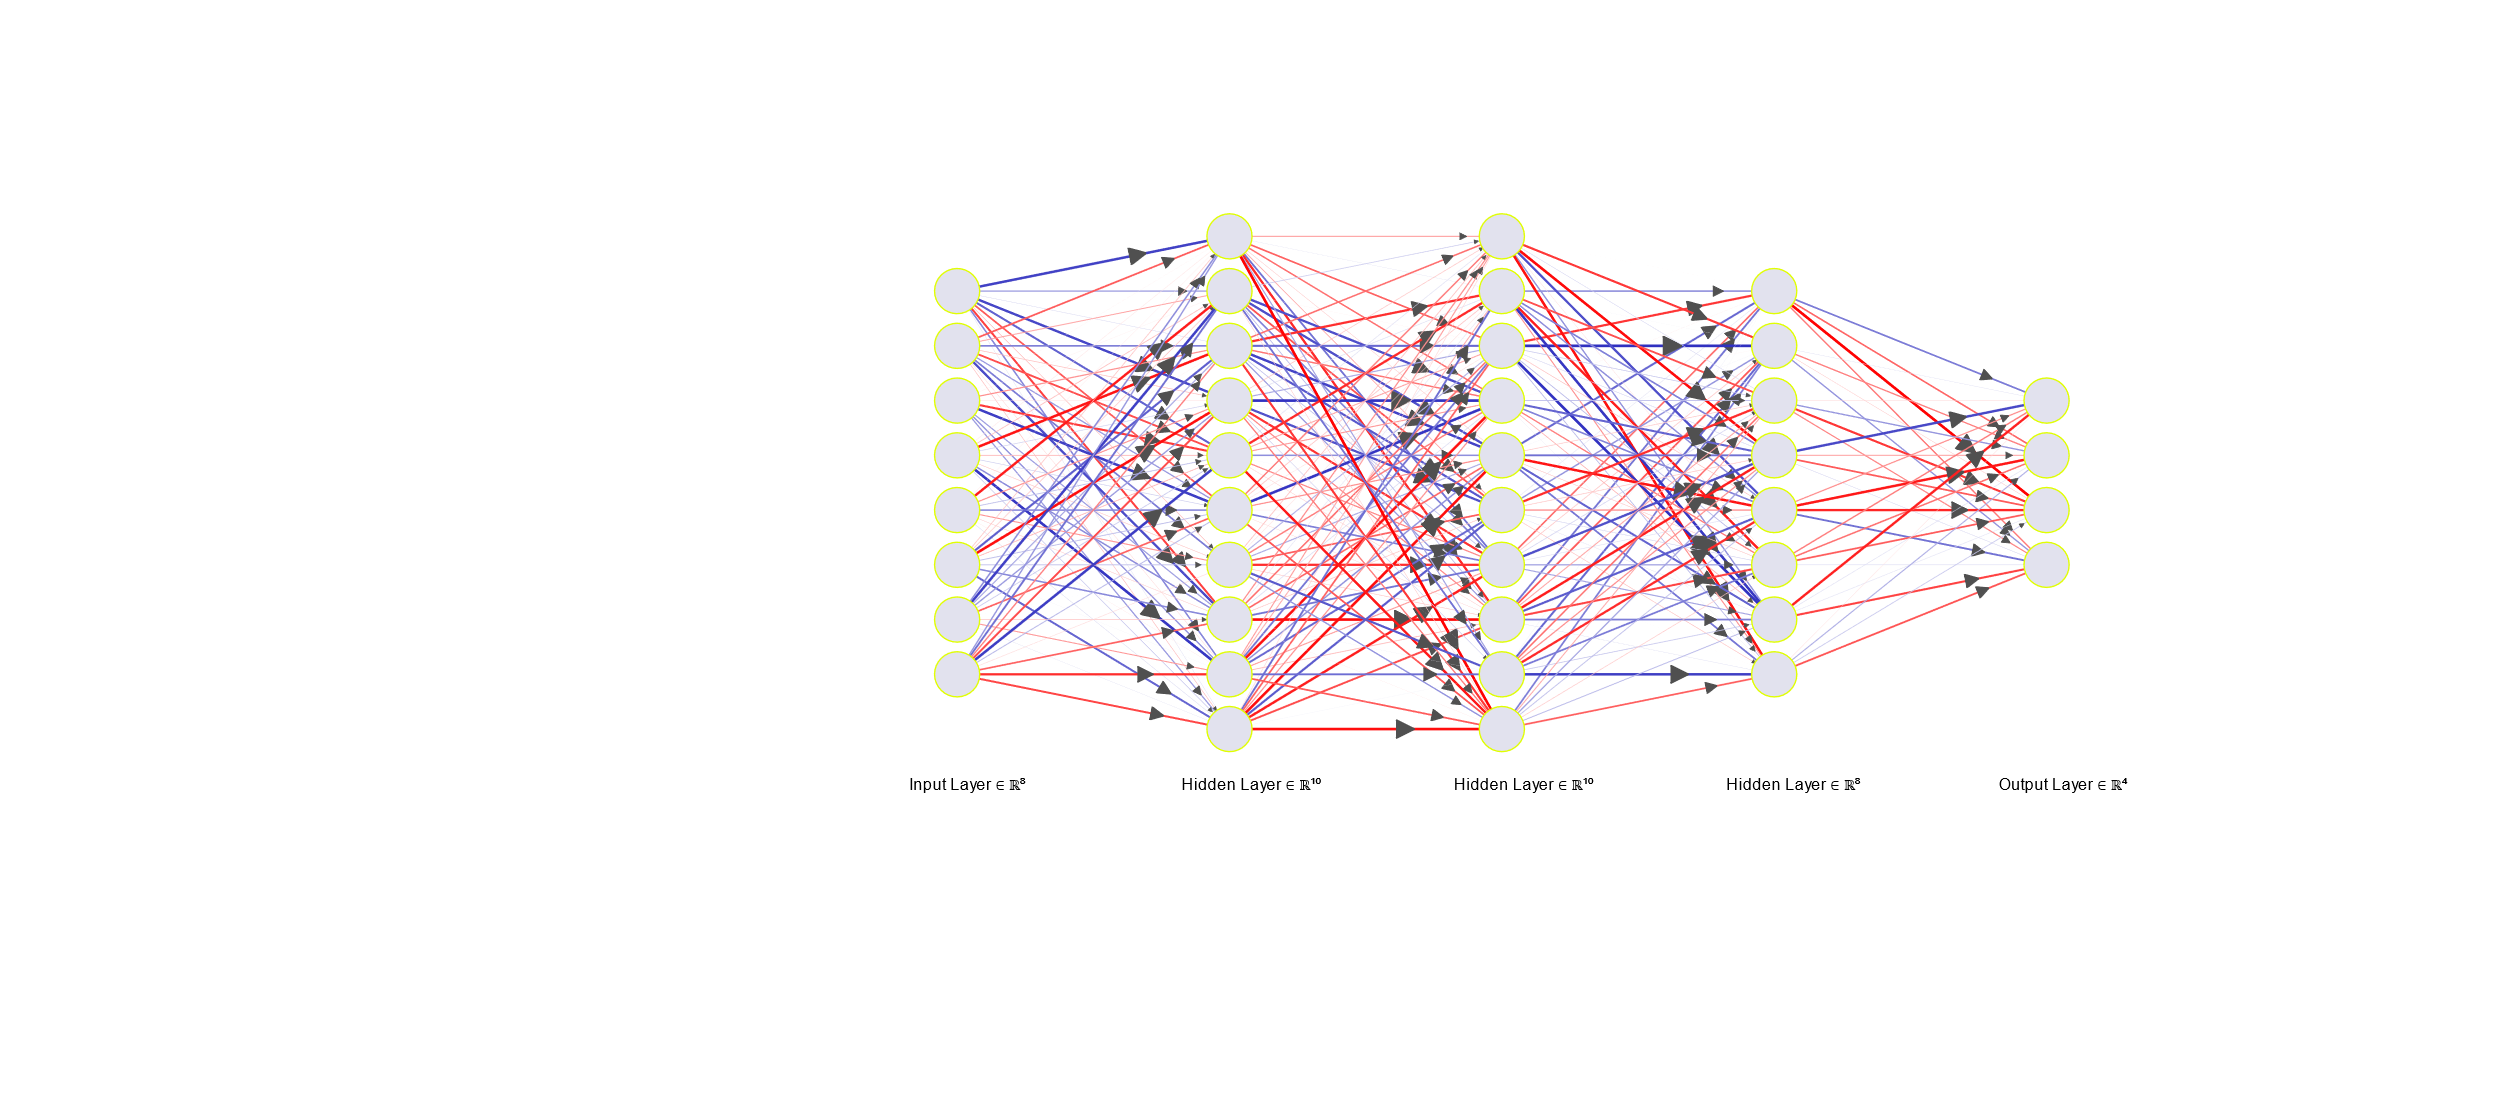 Input Layer ∈ ℝ⁸
Hidden Layer ∈ ℝ¹⁰
Hidden Layer ∈ ℝ¹⁰
Hidden Layer ∈ ℝ⁸
Output Layer ∈ ℝ⁴